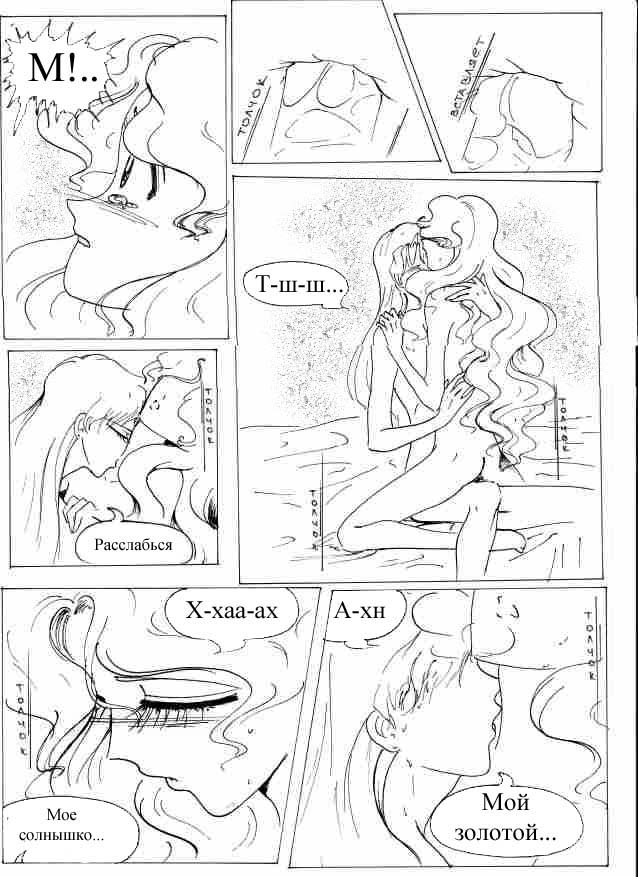 М!..
ТОЛЧОК
ВСТАВЛЯЕТ
Т-ш-ш...
ТОЛЧОК
ТОЛЧОК
ТОЛЧОК
Расслабься
Х-хаа-ах
ТОЛЧОК
Мое
солнышко...
А-хн
ТОЛЧОК
Мой
золотой...